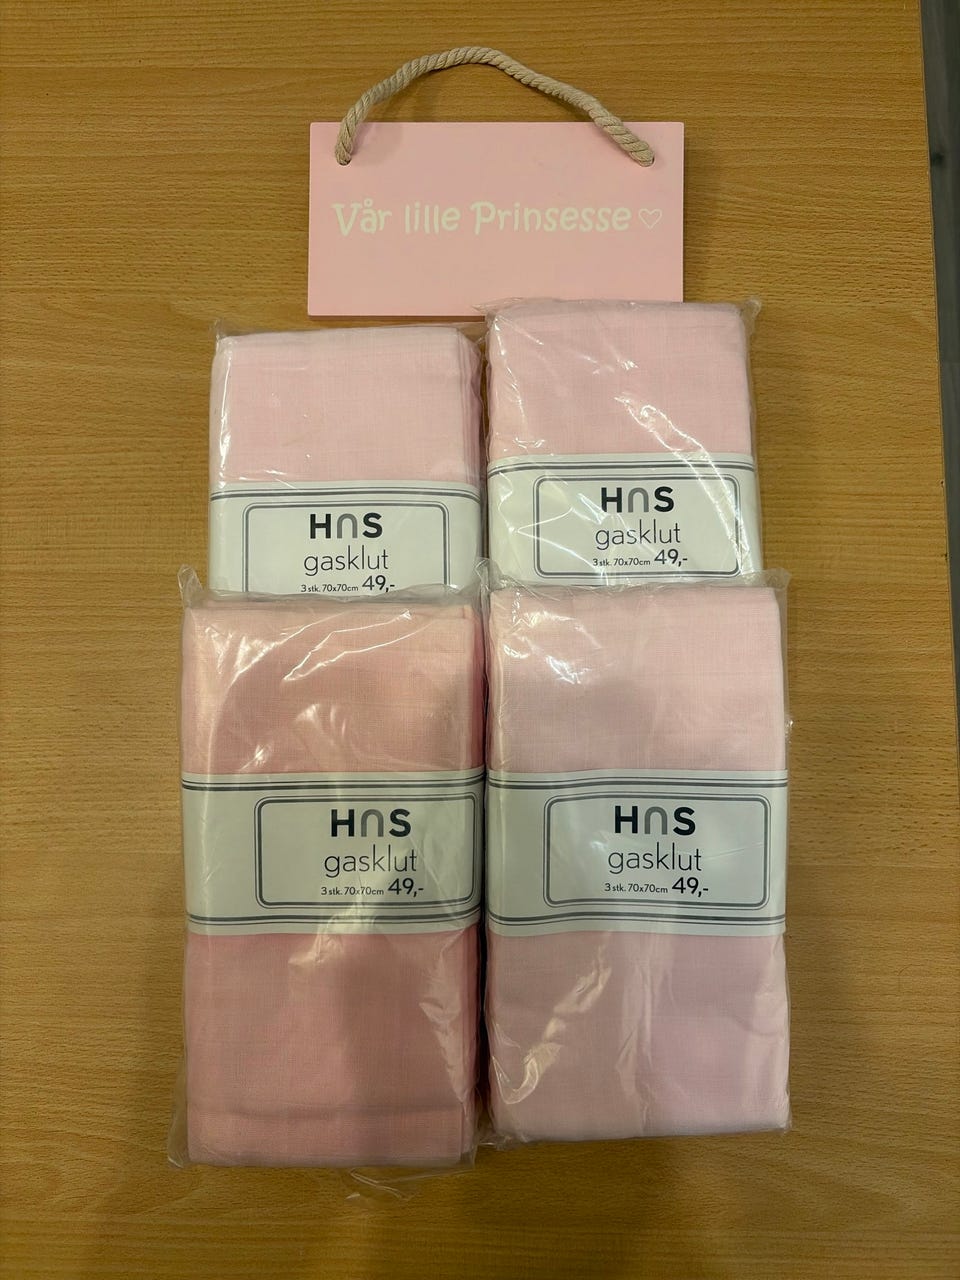 Vår lille Prinsesse ♡
HNS
gasklut
3 stk. 70x70cm 49,-
HNS
gasklut
3 stk. 70x70cm 49,-
HNS
gasklut
3 stk. 70x70cm 49,-
HNS
gasklut
3 stk. 70x70cm 49,-